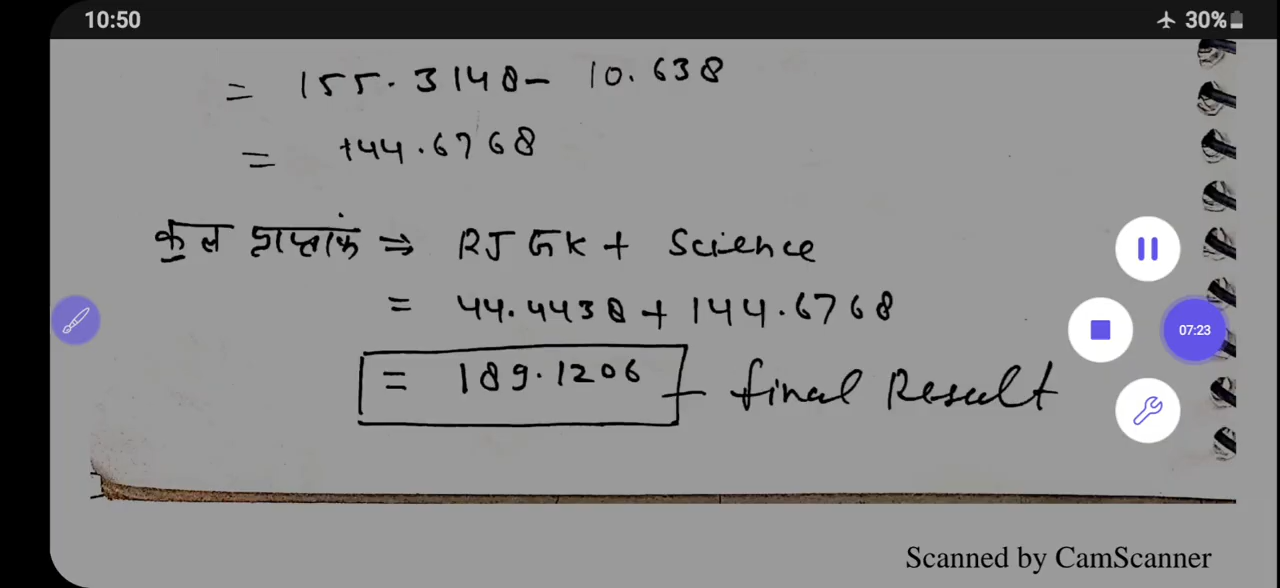 10:50 30%
= 155.3148- 10.638
= 144.6768
कुल प्राप्तांक ⇒ RJ GK + Science
= 44.4438 + 144.6768
07:23
= 189.1206 - final Result
Scanned by CamScanner